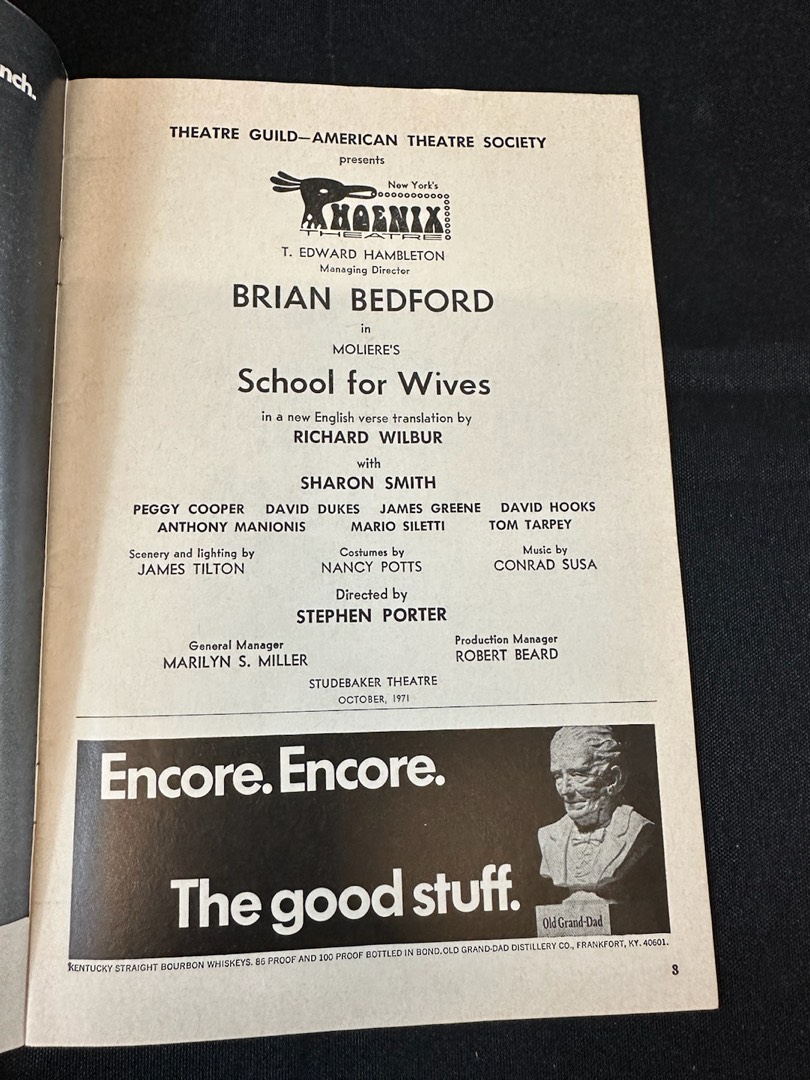 nch.
THEATRE GUILD—AMERICAN THEATRE SOCIETY
presents
New York's
PHOENIX
THEATRE
T. EDWARD HAMBLETON
Managing Director
BRIAN BEDFORD
in
MOLIERE'S
School for Wives
in a new English verse translation by
RICHARD WILBUR
with
SHARON SMITH
PEGGY COOPER DAVID DUKES JAMES GREENE DAVID HOOKS
ANTHONY MANIONIS MARIO SILETTI TOM TARPEY
Scenery and lighting by Costumes by Music by
JAMES TILTON NANCY POTTS CONRAD SUSA
Directed by
STEPHEN PORTER
General Manager Production Manager
MARILYN S. MILLER ROBERT BEARD
STUDEBAKER THEATRE
OCTOBER, 1971
Encore. Encore.
The good stuff.
Old Grand-Dad
KENTUCKY STRAIGHT BOURBON WHISKEYS. 86 PROOF AND 100 PROOF BOTTLED IN BOND. OLD GRAND-DAD DISTILLERY CO., FRANKFORT, KY. 40601.
3